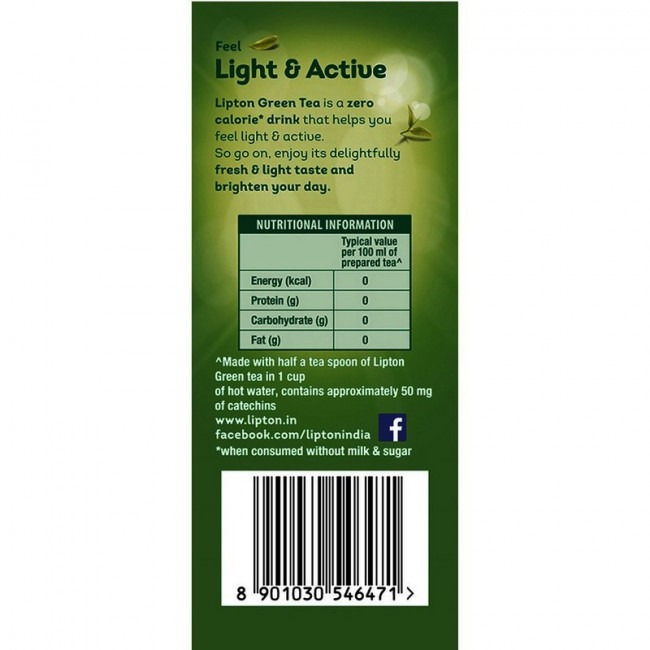 Feel
Light & Active
Lipton Green Tea is a zero
calorie* drink that helps you
feel light & active.
So go on, enjoy its delightfully
fresh & light taste and
brighten your day.
NUTRITIONAL INFORMATION
Typical value
per 100 ml of
prepared tea^
Energy (kcal) 0
Protein (g) 0
Carbohydrate (g) 0
Fat (g) 0
^Made with half a tea spoon of Lipton
Green tea in 1 cup
of hot water, contains approximately 50 mg
of catechins
www.lipton.in
facebook.com/liptonindia f
*when consumed without milk & sugar
8 901030 546471 >